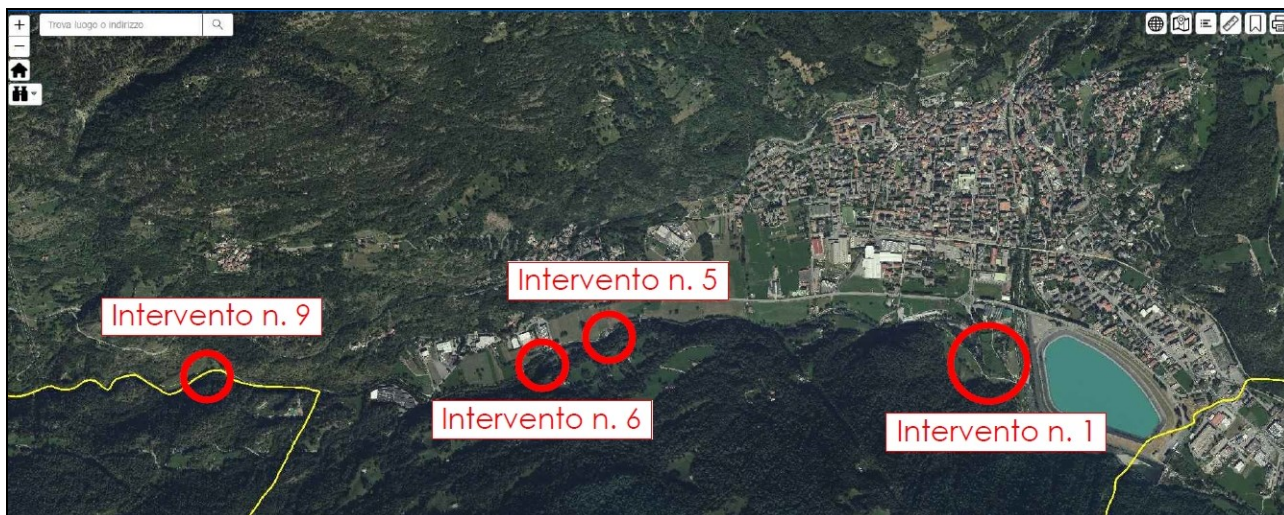 +
Trova luogo o indirizzo
−
Intervento n. 5
Intervento n. 9
Intervento n. 6
Intervento n. 1